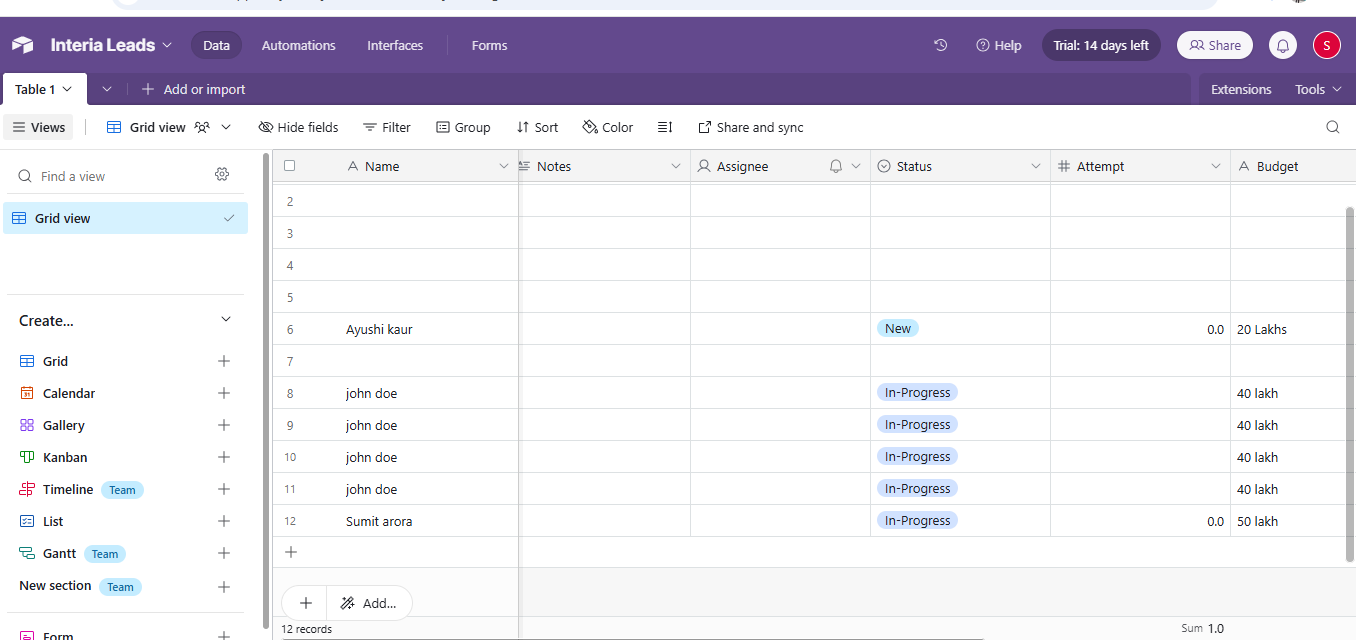 Interia Leads Data Automations Interfaces Forms Help Trial: 14 days left Share S
Table 1 Add or import Extensions Tools
Views Grid view Hide fields Filter Group Sort Color Share and sync
Find a view
Grid view
Create...
Grid
Calendar
Gallery
Kanban
Timeline Team
List
Gantt Team
New section Team
Form
Name Notes Assignee Status Attempt Budget
2
3
4
5
6 Ayushi kaur New 0.0 20 Lakhs
7
8 john doe In-Progress 40 lakh
9 john doe In-Progress 40 lakh
10 john doe In-Progress 40 lakh
11 john doe In-Progress 40 lakh
12 Sumit arora In-Progress 0.0 50 lakh
Add...
12 records Sum 1.0